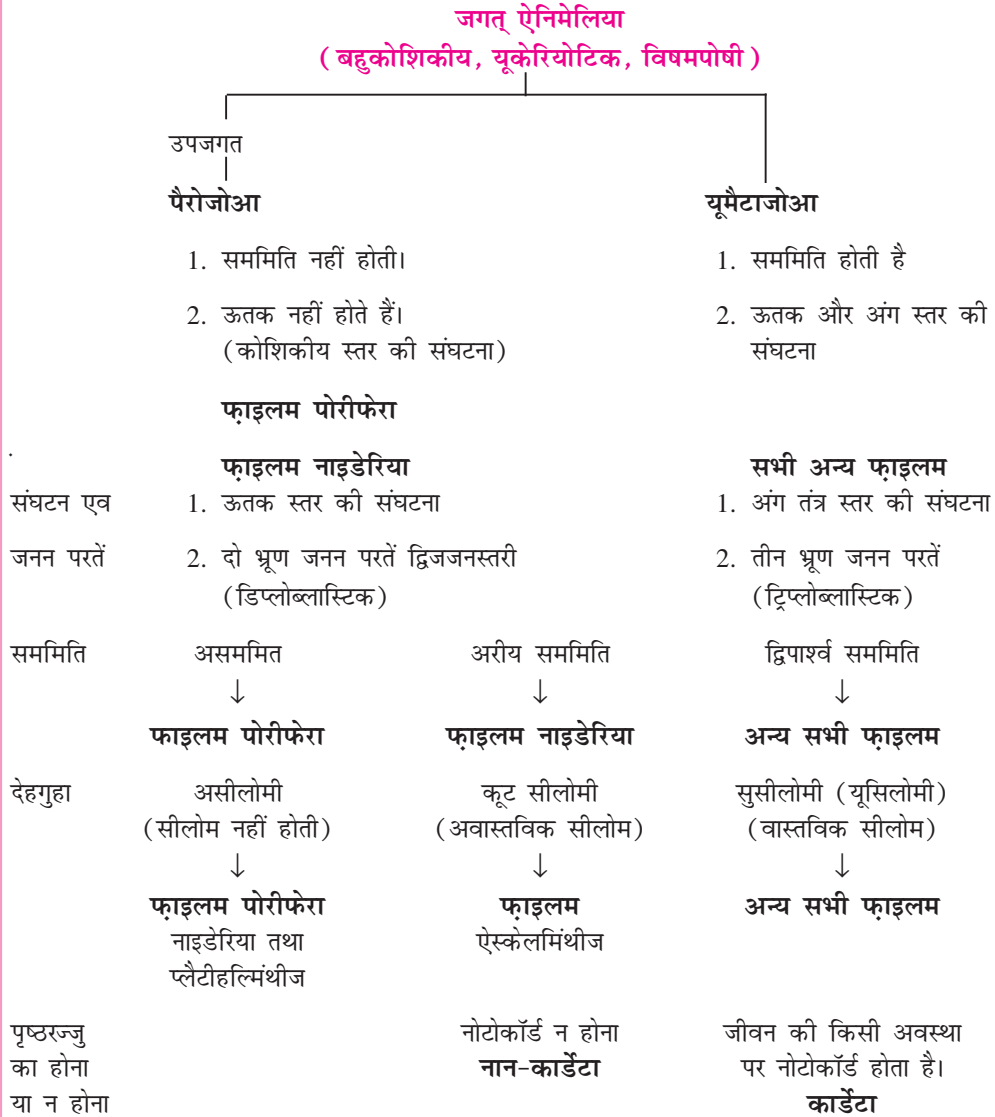 जगत् ऐनिमेलिया
( बहुकोशिकीय, यूकेरियोटिक, विषमपोषी )
उपजगत
पैरोजोआ यूमैटाजोआ
1. सममिति नहीं होती। 1. सममिति होती है
2. ऊतक नहीं होते हैं। 2. ऊतक और अंग स्तर की
(कोशिकीय स्तर की संघटना) संघटना
फ़ाइलम पोरीफेरा
फ़ाइलम नाइडेरिया सभी अन्य फ़ाइलम
संघटन एव 1. ऊतक स्तर की संघटना 1. अंग तंत्र स्तर की संघटना
जनन परतें 2. दो भ्रूण जनन परतें द्विजजनस्तरी 2. तीन भ्रूण जनन परतें
(डिप्लोब्लास्टिक) (ट्रिप्लोब्लास्टिक)
सममिति असममित अरीय सममिति द्विपार्श्व सममिति
↓ ↓ ↓
फाइलम पोरीफेरा फ़ाइलम नाइडेरिया अन्य सभी फ़ाइलम
देहगुहा असीलोमी कूट सीलोमी सुसीलोमी (यूसिलोमी)
(सीलोम नहीं होती) (अवास्तविक सीलोम) (वास्तविक सीलोम)
↓ ↓ ↓
फ़ाइलम पोरीफेरा फ़ाइलम अन्य सभी फ़ाइलम
नाइडेरिया तथा ऐस्केलमिंथीज
प्लैटीहल्मिंथीज
पृष्ठरज्जु नोटोकॉर्ड न होना जीवन की किसी अवस्था
का होना नान-कार्डेटा पर नोटोकॉर्ड होता है।
या न होना कार्डेटा